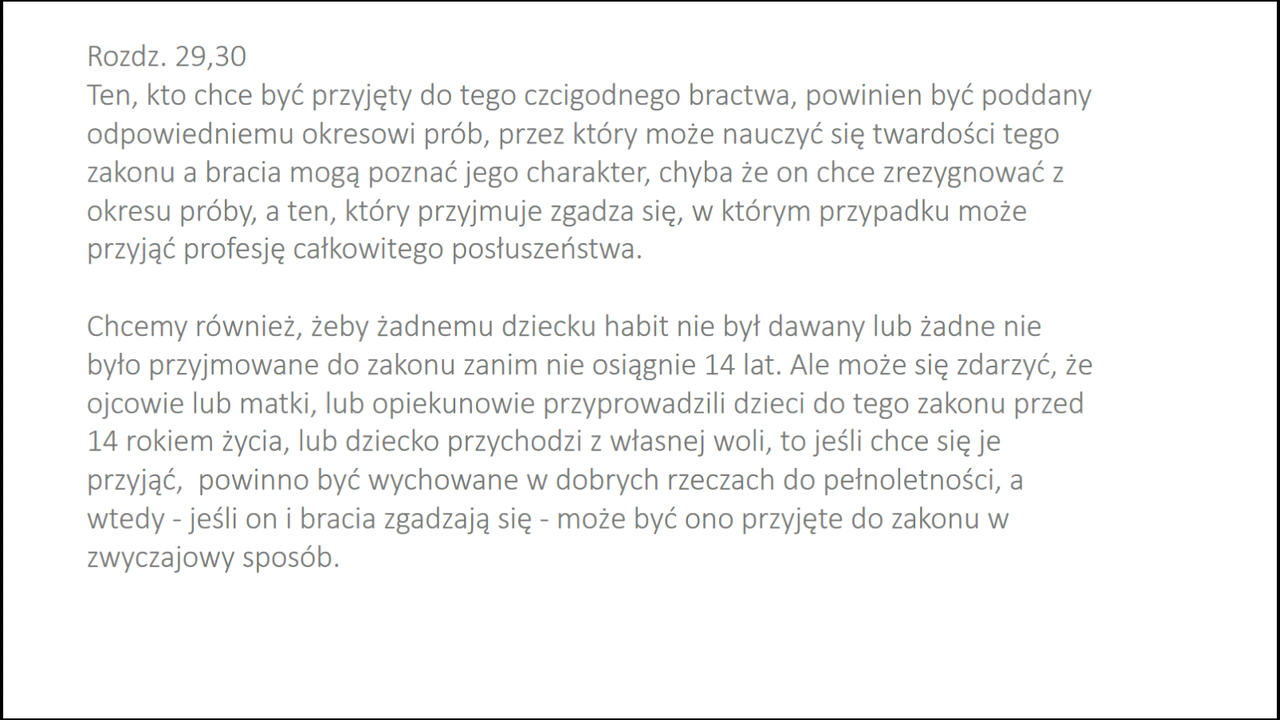 Rozdz. 29,30
Ten, kto chce być przyjęty do tego czcigodnego bractwa, powinien być poddany
odpowiedniemu okresowi prób, przez który może nauczyć się twardości tego
zakonu a bracia mogą poznać jego charakter, chyba że on chce zrezygnować z
okresu próby, a ten, który przyjmuje zgadza się, w którym przypadku może
przyjąć profesję całkowitego posłuszeństwa.
Chcemy również, żeby żadnemu dziecku habit nie był dawany lub żadne nie
było przyjmowane do zakonu zanim nie osiągnie 14 lat. Ale może się zdarzyć, że
ojcowie lub matki, lub opiekunowie przyprowadzili dzieci do tego zakonu przed
14 rokiem życia, lub dziecko przychodzi z własnej woli, to jeśli chce się je
przyjąć,  powinno być wychowane w dobrych rzeczach do pełnoletności, a
wtedy - jeśli on i bracia zgadzają się - może być ono przyjęte do zakonu w
zwyczajowy sposób.